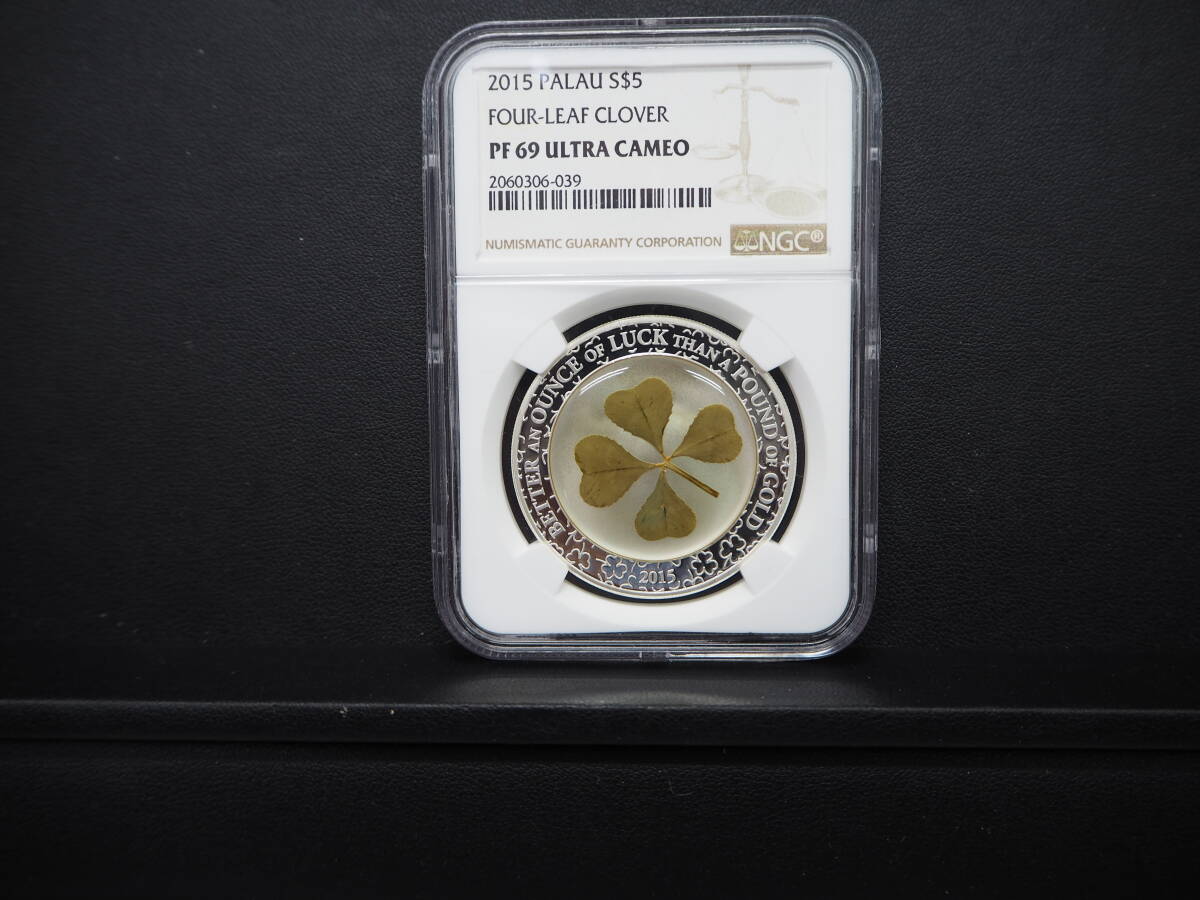 2015 PALAU S$5
FOUR-LEAF CLOVER
PF 69 ULTRA CAMEO
2060306-039
NUMISMATIC GUARANTY CORPORATION NGC®
BETTER AN OUNCE OF LUCK THAN A POUND OF GOLD
2015